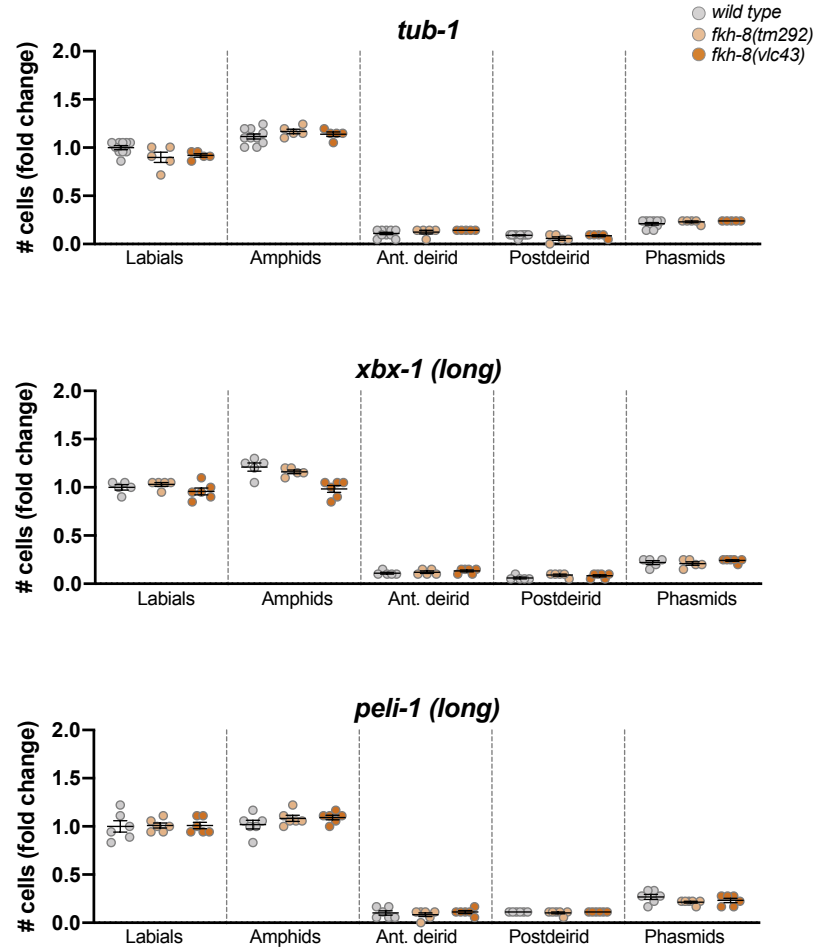 wild type
fkh-8(tm292)
fkh-8(vlc43)
tub-1
# cells (fold change)
2.0
1.5
1.0
0.5
0.0
Labials Amphids Ant. deirid Postdeirid Phasmids
xbx-1 (long)
# cells (fold change)
2.0
1.5
1.0
0.5
0.0
Labials Amphids Ant. deirid Postdeirid Phasmids
peli-1 (long)
# cells (fold change)
2.0
1.5
1.0
0.5
0.0
Labials Amphids Ant. deirid Postdeirid Phasmids